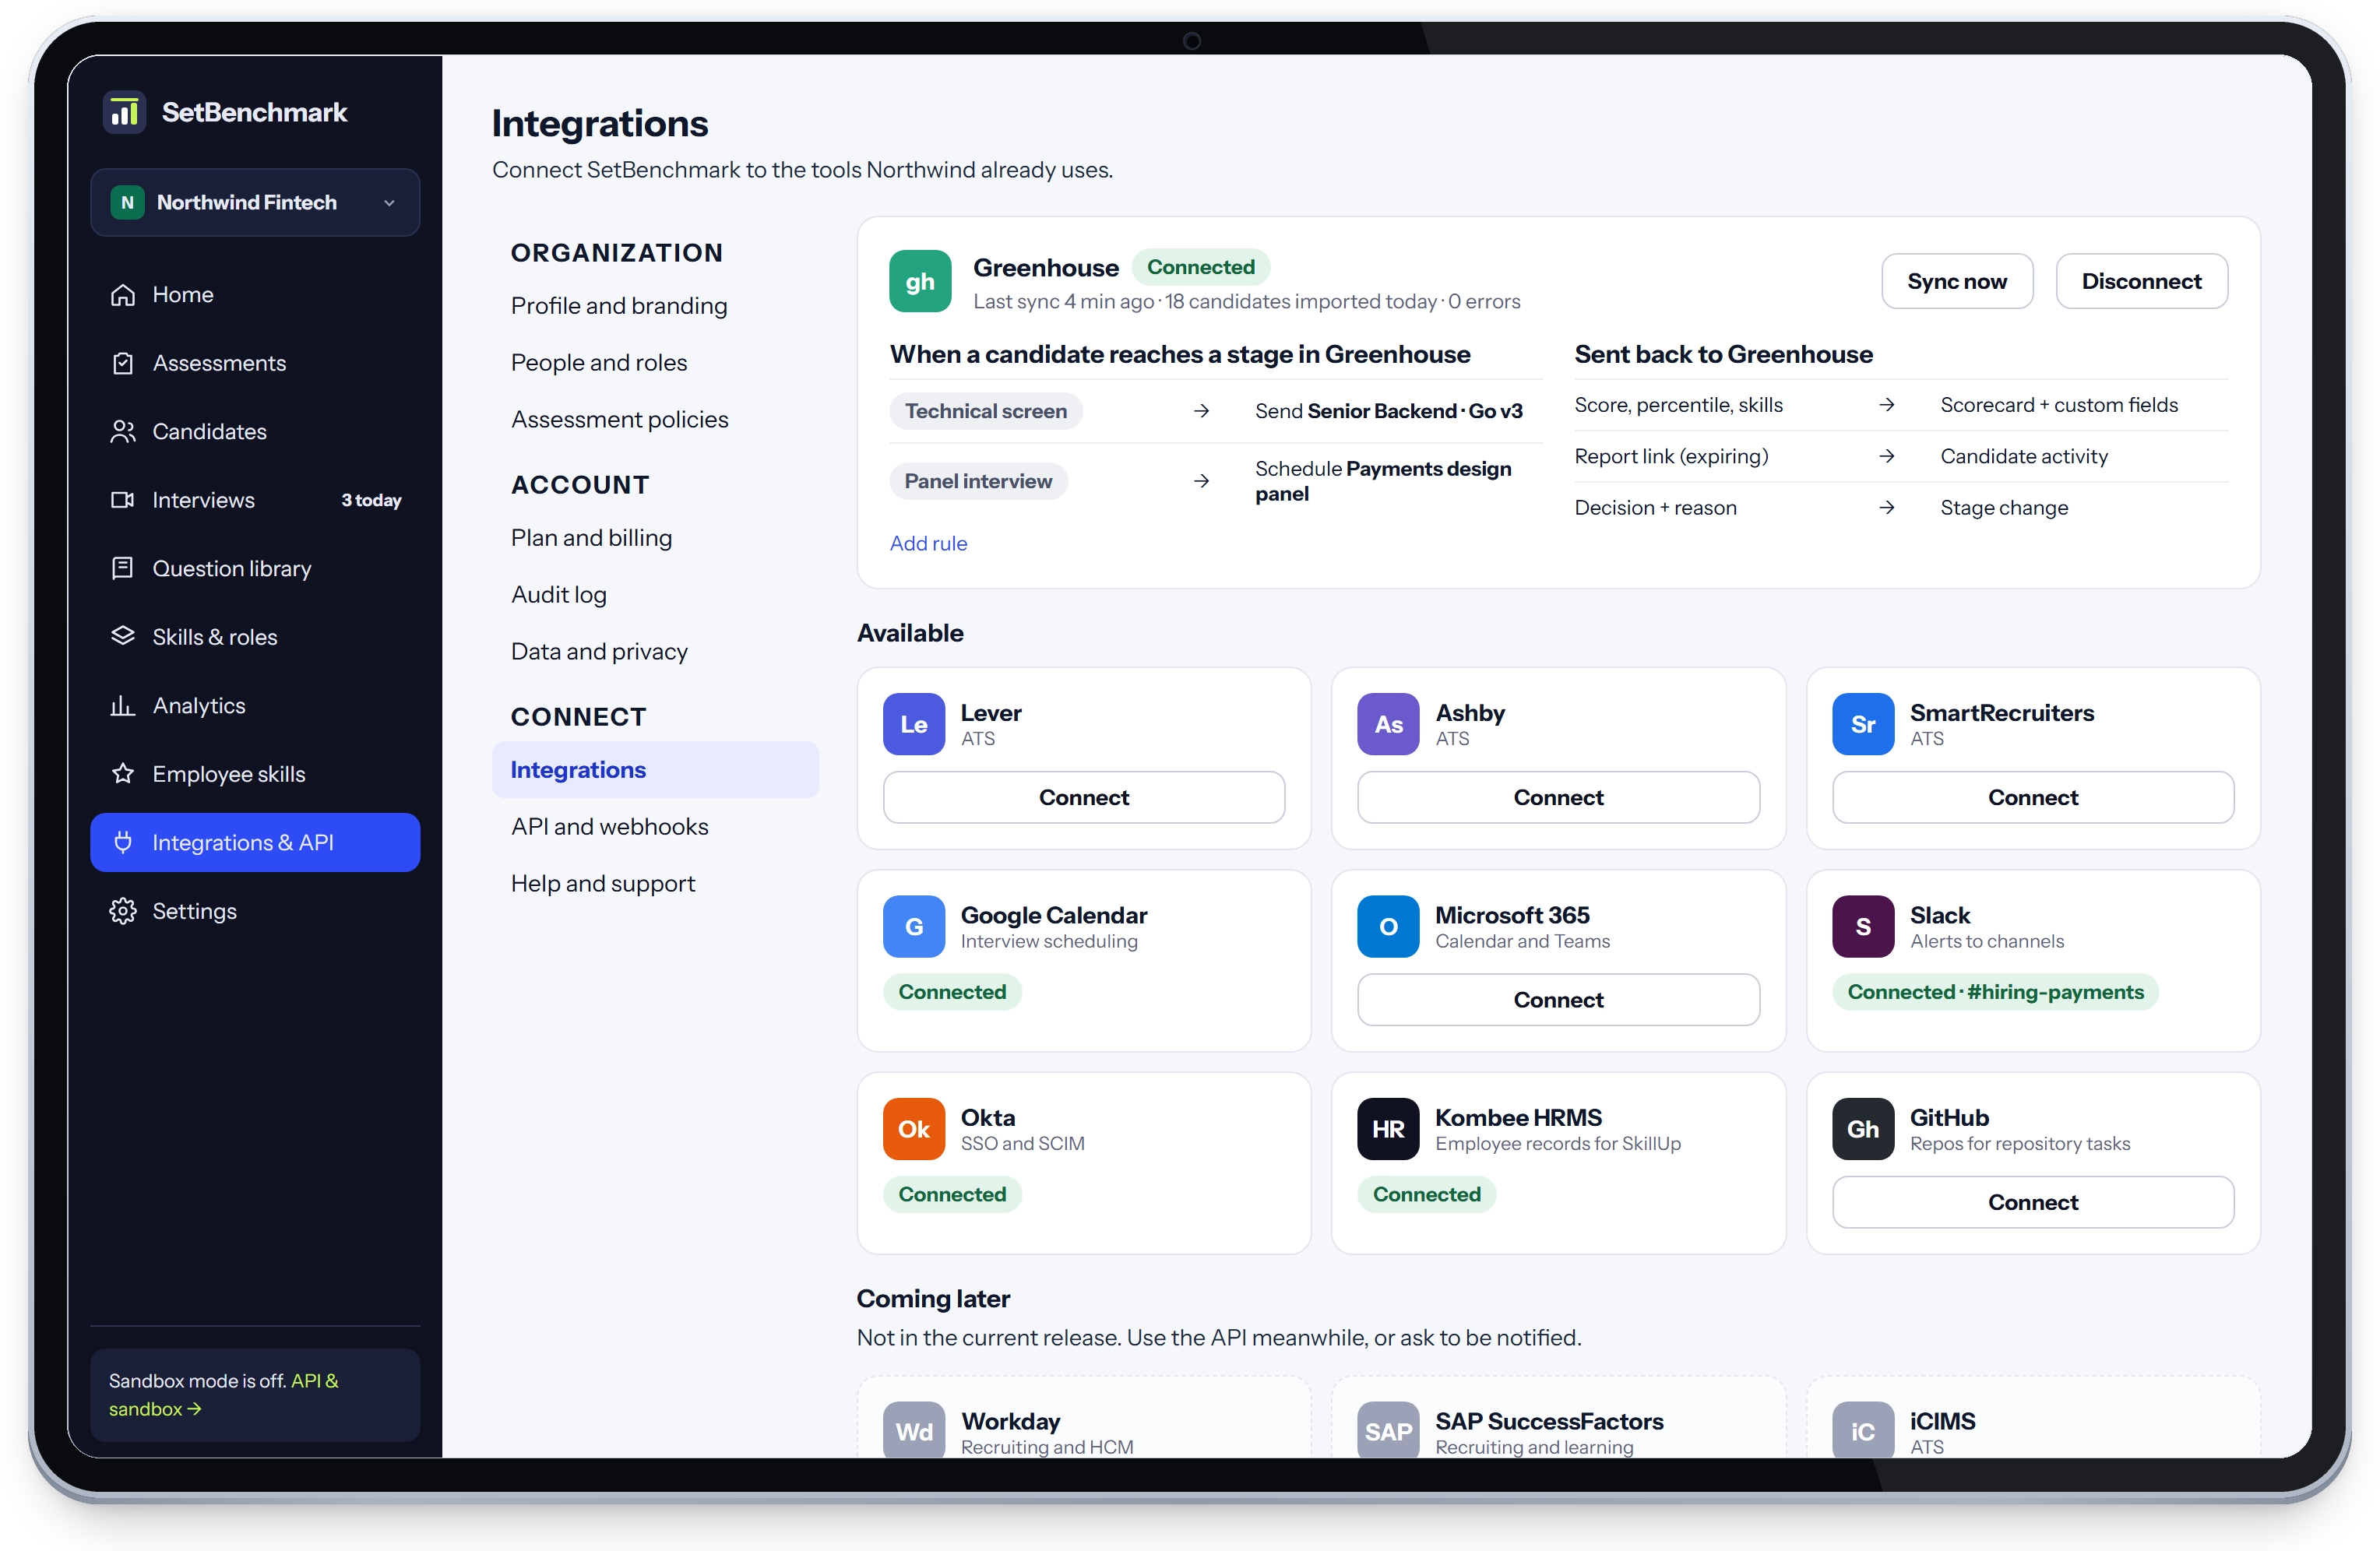 SetBenchmark
N Northwind Fintech
Home
Assessments
Candidates
Interviews 3 today
Question library
Skills & roles
Analytics
Employee skills
Integrations & API
Settings
Sandbox mode is off. API &
sandbox →
Integrations
Connect SetBenchmark to the tools Northwind already uses.
ORGANIZATION
Profile and branding
People and roles
Assessment policies
ACCOUNT
Plan and billing
Audit log
Data and privacy
CONNECT
Integrations
API and webhooks
Help and support
gh
Greenhouse Connected
Last sync 4 min ago · 18 candidates imported today · 0 errors
Sync now
Disconnect
When a candidate reaches a stage in Greenhouse
Technical screen → Send Senior Backend · Go v3
Panel interview → Schedule Payments design
panel
Add rule
Sent back to Greenhouse
Score, percentile, skills → Scorecard + custom fields
Report link (expiring) → Candidate activity
Decision + reason → Stage change
Available
Le
Lever
ATS
Connect
As
Ashby
ATS
Connect
Sr
SmartRecruiters
ATS
Connect
G
Google Calendar
Interview scheduling
Connected
O
Microsoft 365
Calendar and Teams
Connect
S
Slack
Alerts to channels
Connected · #hiring-payments
Ok
Okta
SSO and SCIM
Connected
HR
Kombee HRMS
Employee records for SkillUp
Connected
Gh
GitHub
Repos for repository tasks
Connect
Coming later
Not in the current release. Use the API meanwhile, or ask to be notified.
Wd
Workday
Recruiting and HCM
SAP
SAP SuccessFactors
Recruiting and learning
iC
iCIMS
ATS